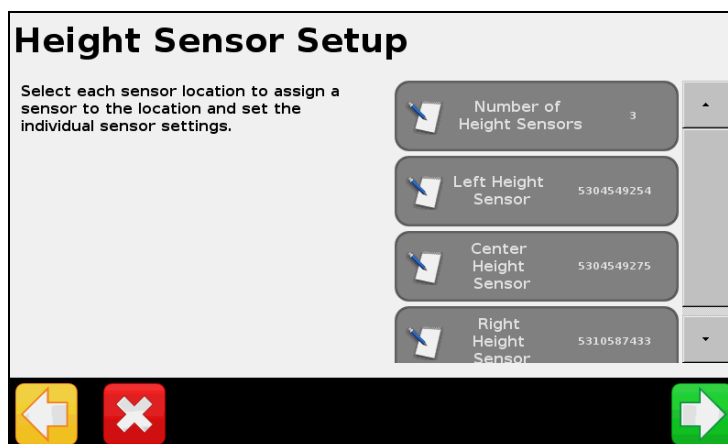 Height Sensor Setup
Select each sensor location to assign a
sensor to the location and set the
individual sensor settings.
Number of
Height Sensors
3
Left Height
Sensor
5304549254
Center
Height
Sensor
5304549275
Right
Height
Sensor
5310587433